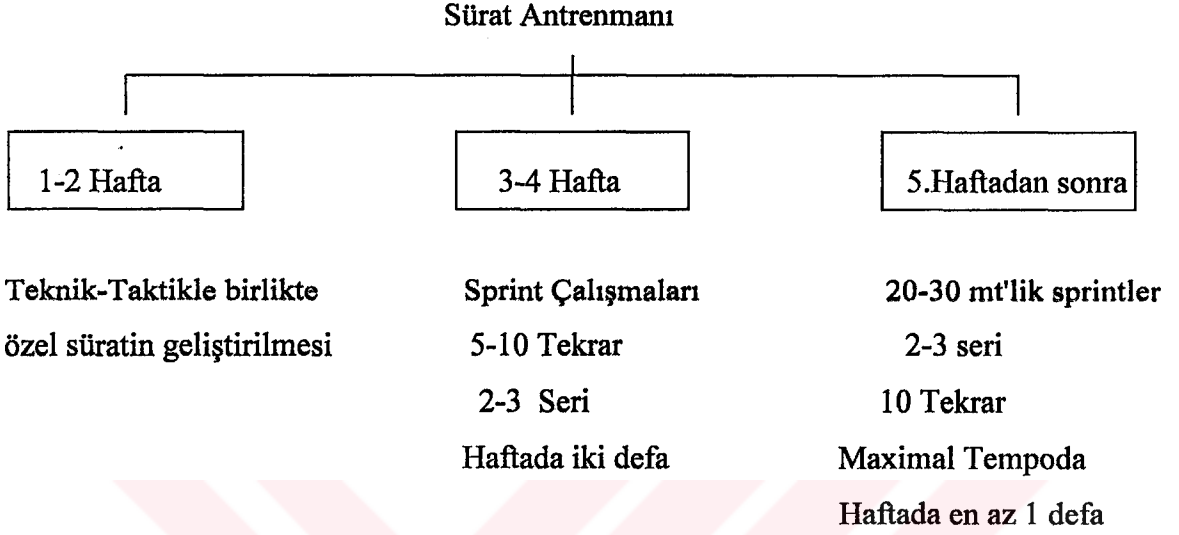 Sürat Antrenmanı
1-2 Hafta
Teknik-Taktikle birlikte
özel süratin geliştirilmesi
3-4 Hafta
Sprint Çalışmaları
5-10 Tekrar
2-3 Seri
Haftada iki defa
5.Haftadan sonra
20-30 mt'lik sprintler
2-3 seri
10 Tekrar
Maximal Tempoda
Haftada en az 1 defa